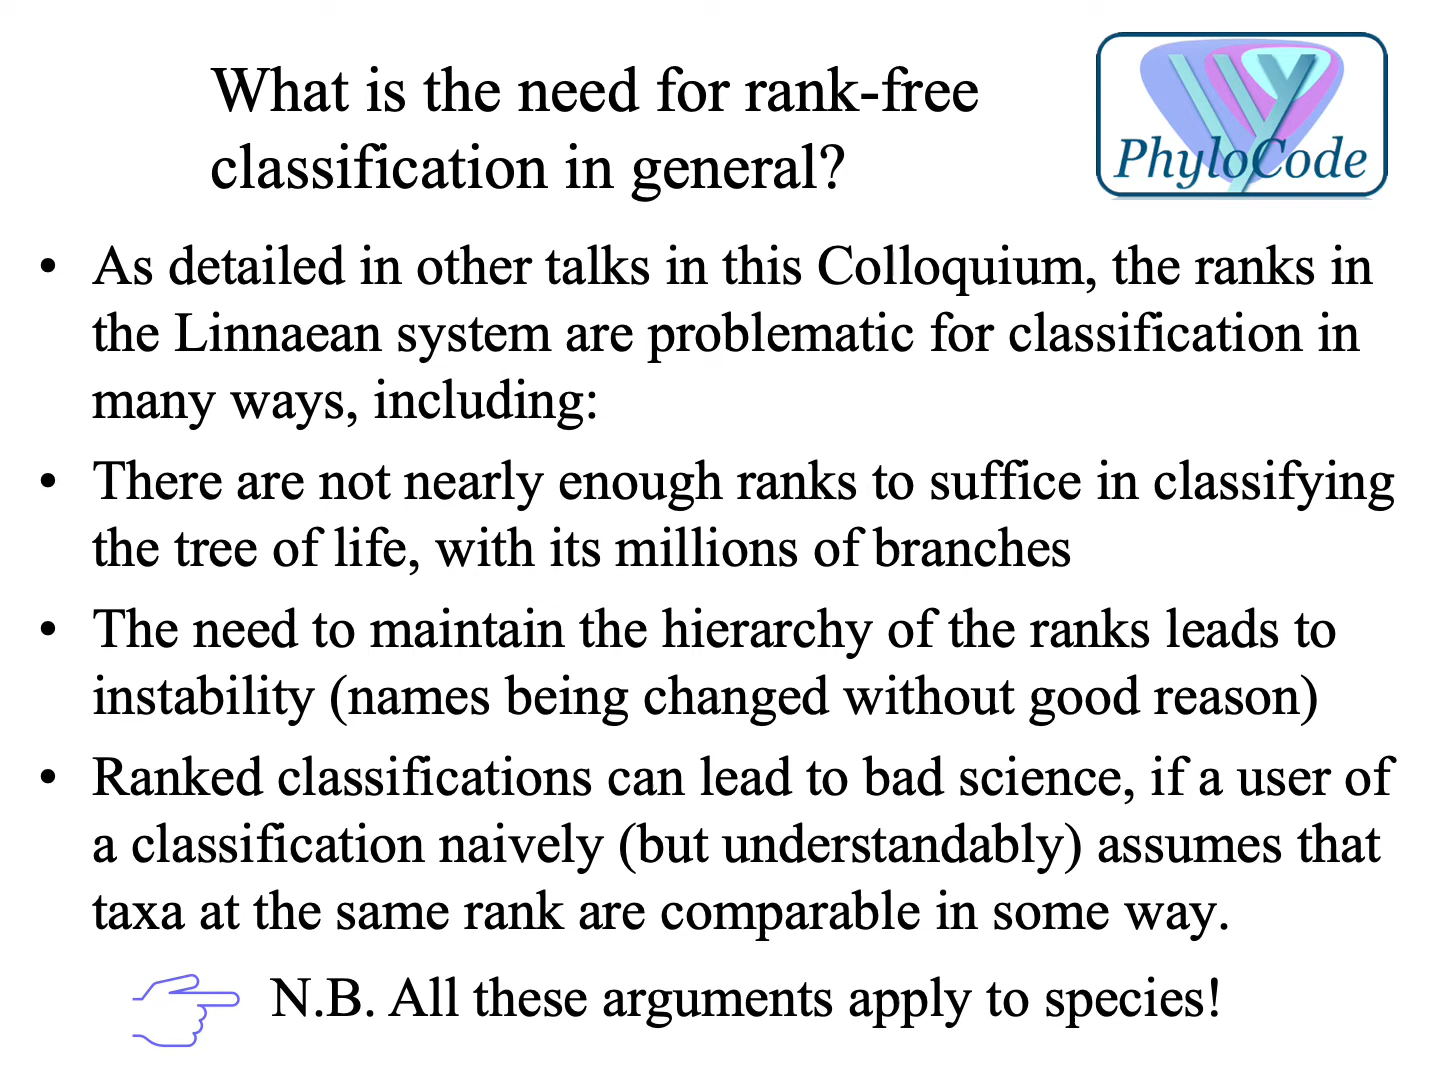 What is the need for rank-free
classification in general?
PhyloCode
• As detailed in other talks in this Colloquium, the ranks in
the Linnaean system are problematic for classification in
many ways, including:
• There are not nearly enough ranks to suffice in classifying
the tree of life, with its millions of branches
• The need to maintain the hierarchy of the ranks leads to
instability (names being changed without good reason)
• Ranked classifications can lead to bad science, if a user of
a classification naively (but understandably) assumes that
taxa at the same rank are comparable in some way.
N.B. All these arguments apply to species!